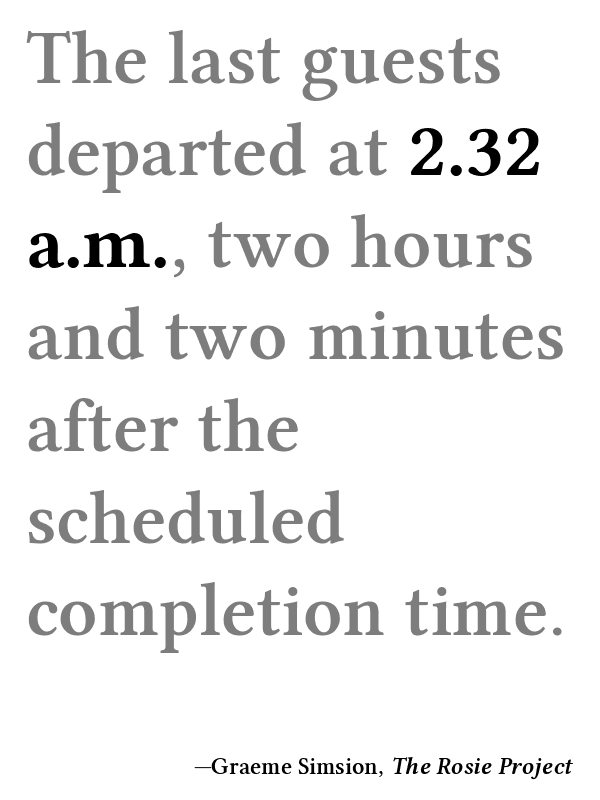 The last guests
departed at 2.32
a.m., two hours
and two minutes
after the
scheduled
completion time.
—Graeme Simsion, The Rosie Project